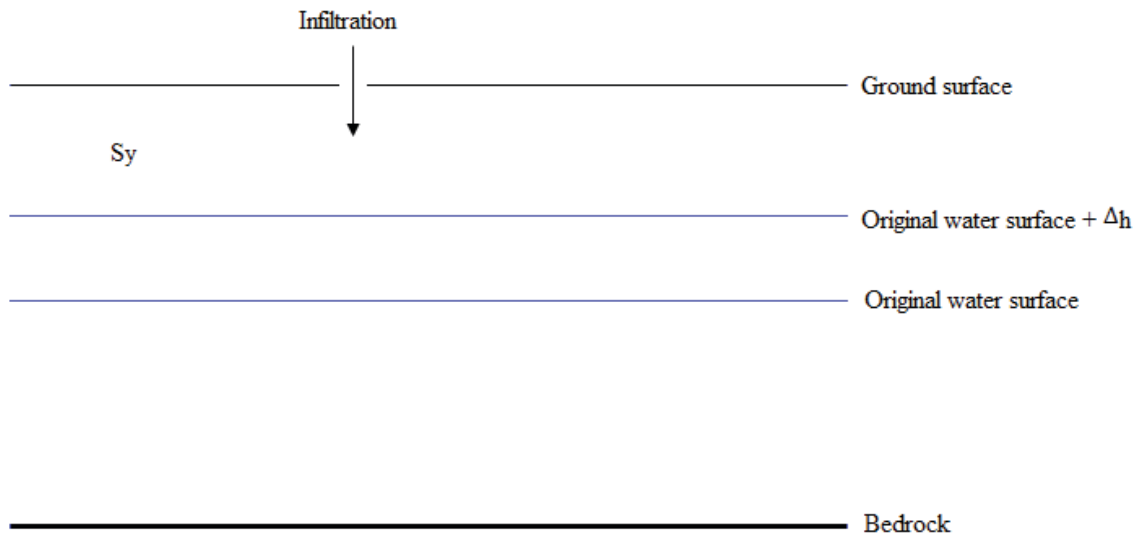 Infiltration
Ground surface
Sy
Original water surface + Δh
Original water surface
Bedrock